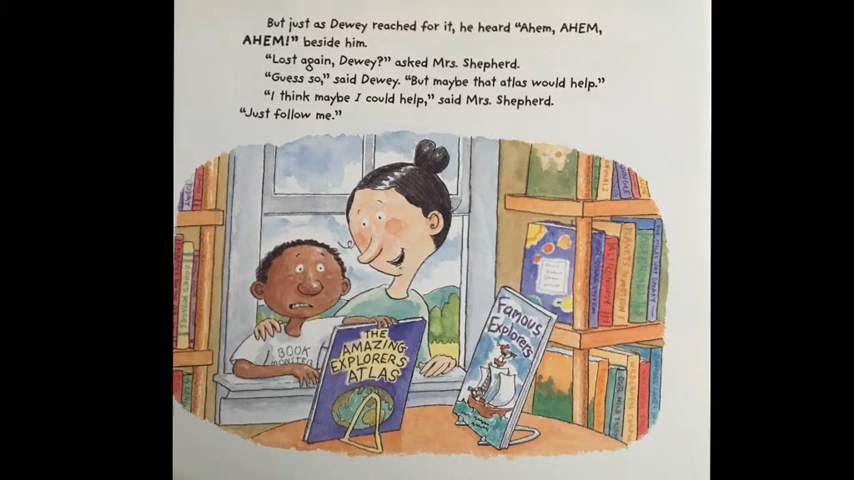 But just as Dewey reached for it, he heard "Ahem, AHEM,
AHEM!" beside him.
"Lost again, Dewey?" asked Mrs. Shepherd.
"Guess so," said Dewey. "But maybe that atlas would help."
"I think maybe I could help," said Mrs. Shepherd.
"Just follow me."
BOOK
MONSTER
THE
AMAZING
EXPLORERS
ATLAS
Famous
Explorers